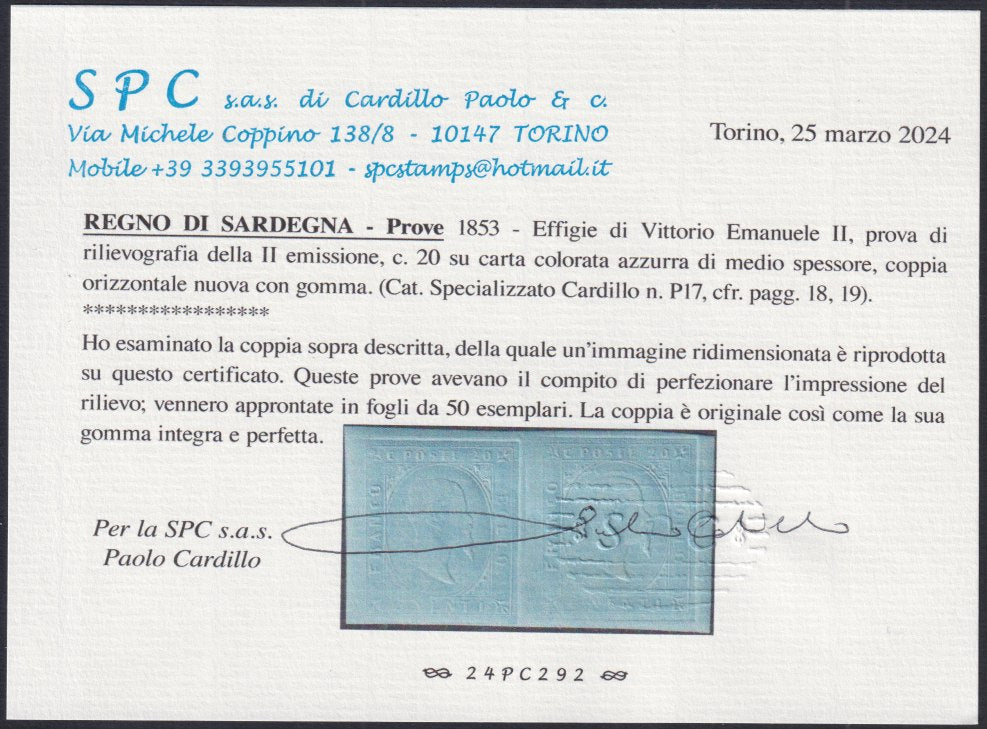 SPC s.a.s. di Cardillo Paolo & c.
Via Michele Coppino 138/8 - 10147 TORINO
Mobile +39 3393955101 - spcstamps@hotmail.it
Torino, 25 marzo 2024
REGNO DI SARDEGNA - Prove 1853 - Effigie di Vittorio Emanuele II, prova di
rilievografia della II emissione, c. 20 su carta colorata azzurra di medio spessore, coppia
orizzontale nuova con gomma. (Cat. Specializzato Cardillo n. P17, cfr. pagg. 18, 19).
*****************
Ho esaminato la coppia sopra descritta, della quale un'immagine ridimensionata è riprodotta
su questo certificato. Queste prove avevano il compito di perfezionare l'impressione del
rilievo; vennero approntate in fogli da 50 esemplari. La coppia è originale così come la sua
gomma integra e perfetta.
C. POSTE 20
C. POSTE 20
Per la SPC s.a.s.
Paolo Cardillo
24PC292